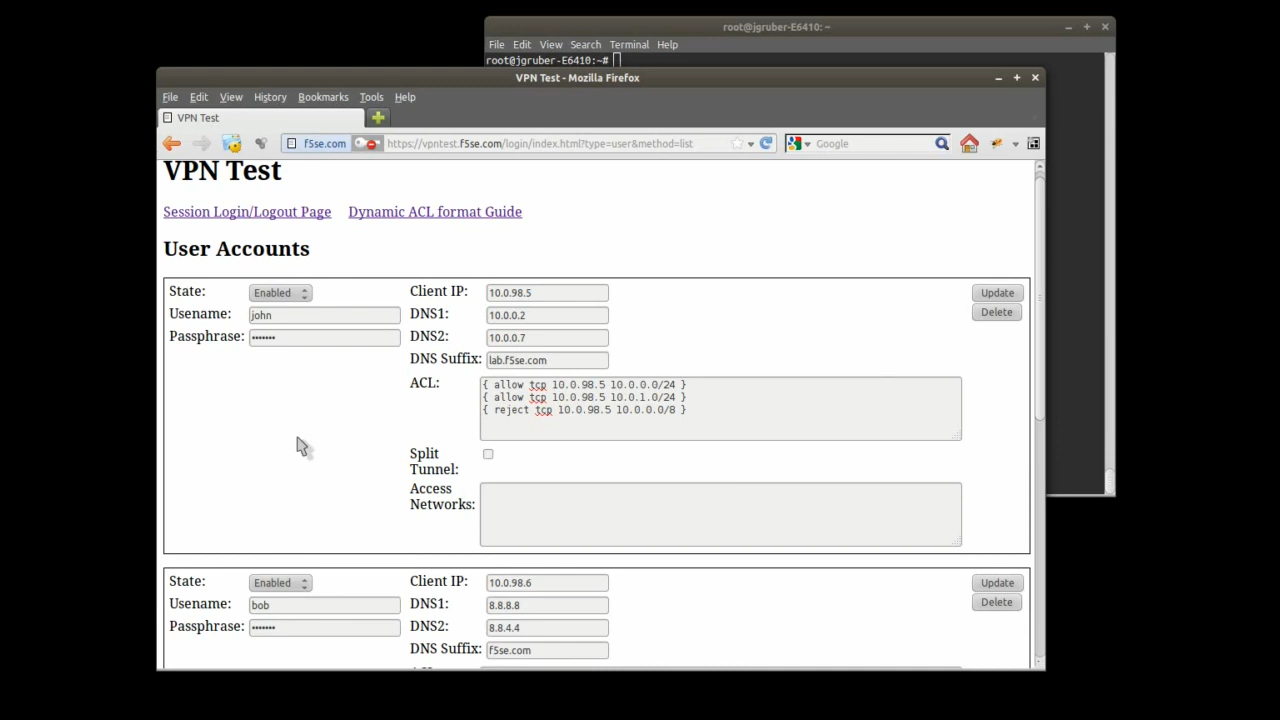 root@jgruber-E6410: ~
File Edit View Search Terminal Help
root@jgruber-E6410:~#
VPN Test - Mozilla Firefox
File Edit View History Bookmarks Tools Help
VPN Test
f5se.com https://vpntest.f5se.com/login/index.html?type=user&method=list Google
VPN Test
Session Login/Logout Page Dynamic ACL format Guide
User Accounts
State: Enabled Client IP: 10.0.98.5 Update
Usename: john DNS1: 10.0.0.2 Delete
Passphrase: ••••••• DNS2: 10.0.0.7
DNS Suffix: lab.f5se.com
ACL: { allow tcp 10.0.98.5 10.0.0.0/24 }
{ allow tcp 10.0.98.5 10.0.1.0/24 }
{ reject tcp 10.0.98.5 10.0.0.0/8 }
Split
Tunnel:
Access
Networks:
State: Enabled Client IP: 10.0.98.6 Update
Usename: bob DNS1: 8.8.8.8 Delete
Passphrase: ••••••• DNS2: 8.8.4.4
DNS Suffix: f5se.com